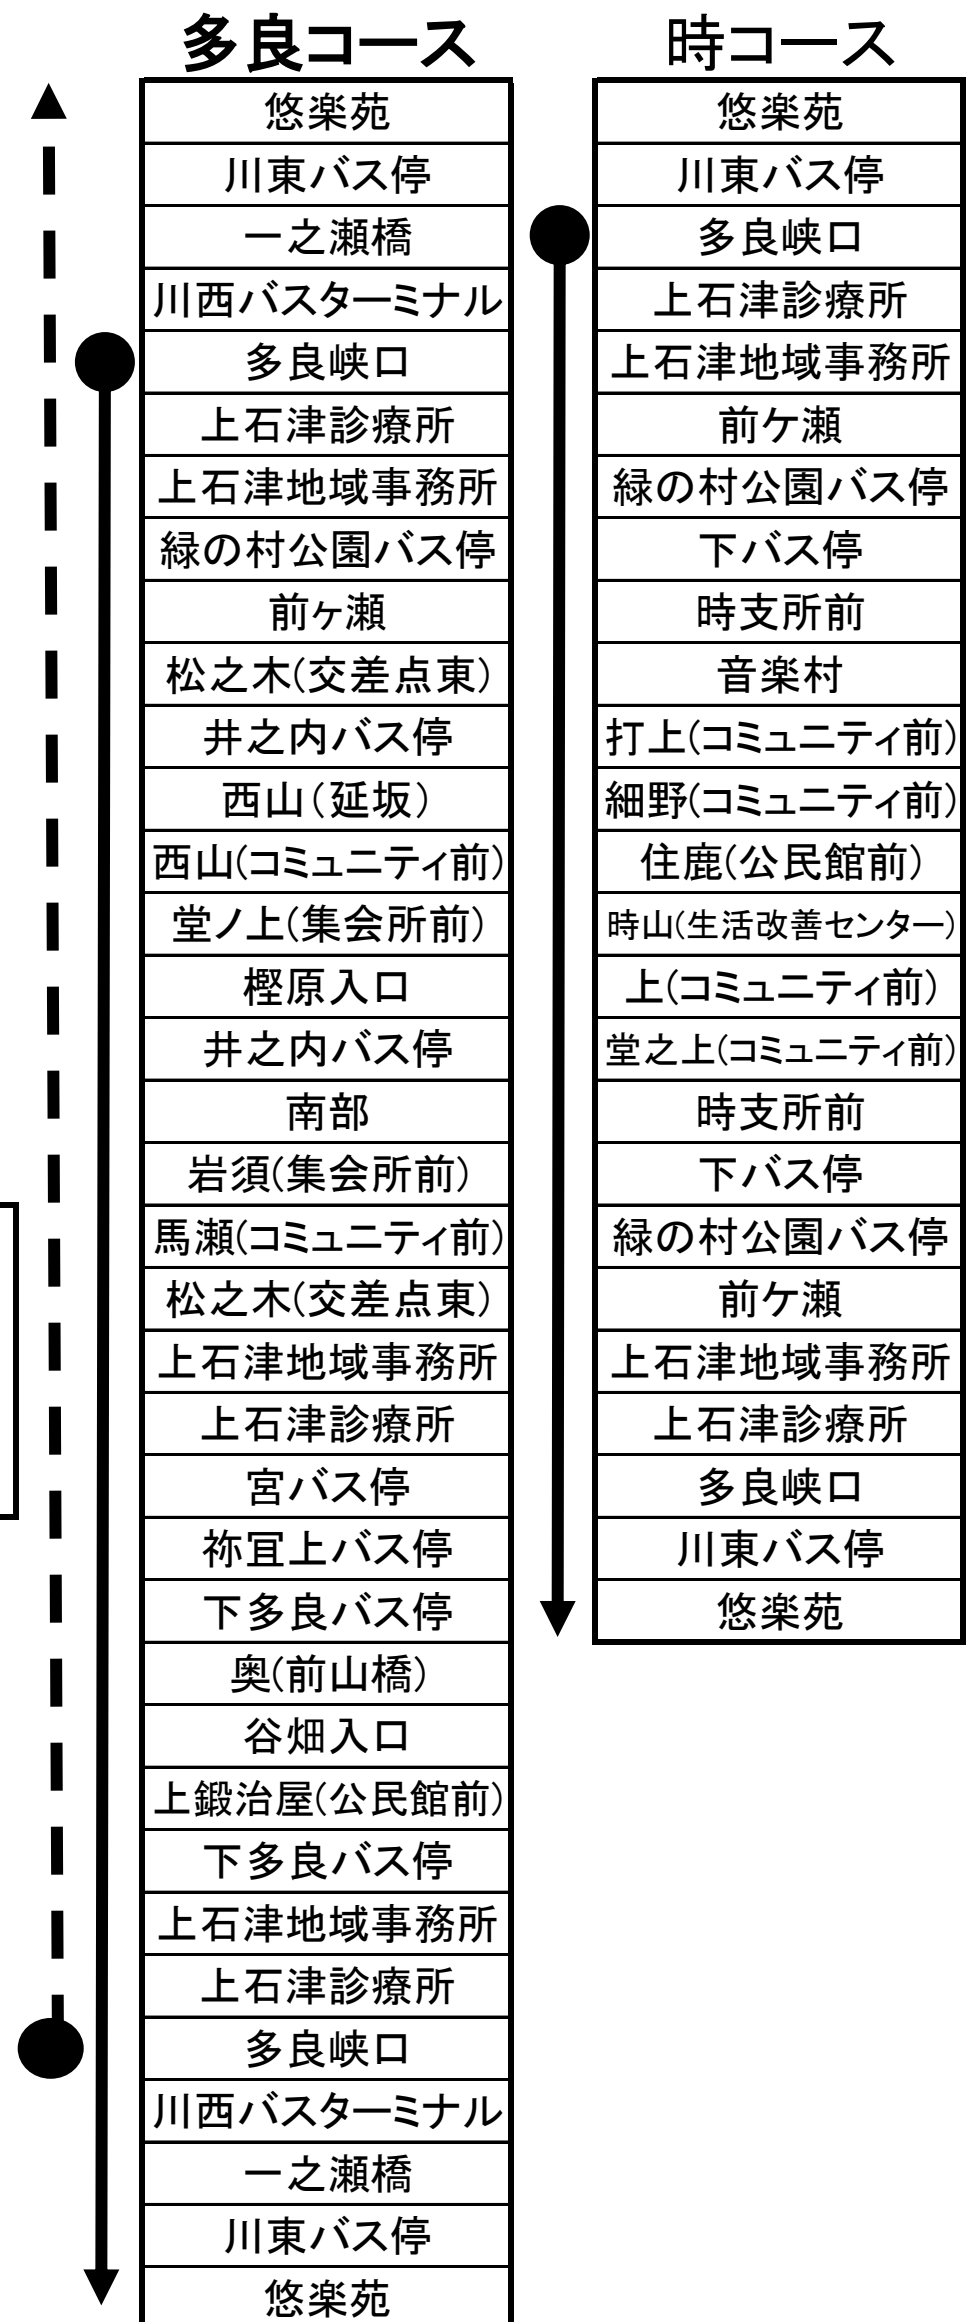 多良コース
悠楽苑
川東バス停
一之瀬橋
川西バスターミナル
多良峡口
上石津診療所
上石津地域事務所
緑の村公園バス停
前ヶ瀬
松之木(交差点東)
井之内バス停
西山(延坂)
西山(コミュニティ前)
堂ノ上(集会所前)
樫原入口
井之内バス停
南部
岩須(集会所前)
馬瀬(コミュニティ前)
松之木(交差点東)
上石津地域事務所
上石津診療所
宮バス停
祢冝上バス停
下多良バス停
奥(前山橋)
谷畑入口
上鍛治屋(公民館前)
下多良バス停
上石津地域事務所
上石津診療所
多良峡口
川西バスターミナル
一之瀬橋
川東バス停
悠楽苑
時コース
悠楽苑
川東バス停
多良峡口
上石津診療所
上石津地域事務所
前ケ瀬
緑の村公園バス停
下バス停
時支所前
音楽村
打上(コミュニティ前)
細野(コミュニティ前)
住鹿(公民館前)
時山(生活改善センター)
上(コミュニティ前)
堂之上(コミュニティ前)
時支所前
下バス停
緑の村公園バス停
前ケ瀬
上石津地域事務所
上石津診療所
多良峡口
川東バス停
悠楽苑